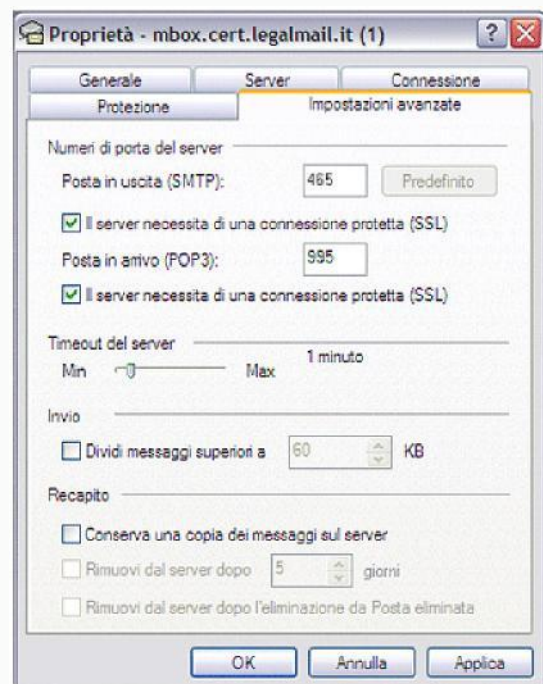 Proprietà - mbox.cert.legalmail.it (1)
Generale Server Connessione
Protezione Impostazioni avanzate
Numeri di porta del server
Posta in uscita (SMTP): 465 Predefinito
Il server necessita di una connessione protetta (SSL)
Posta in arrivo (POP3): 995
Il server necessita di una connessione protetta (SSL)
Timeout del server
Min Max 1 minuto
Invio
Dividi messaggi superiori a 60 KB
Recapito
Conserva una copia dei messaggi sul server
Rimuovi dal server dopo 5 giorni
Rimuovi dal server dopo l'eliminazione da Posta eliminata
OK Annulla Applica